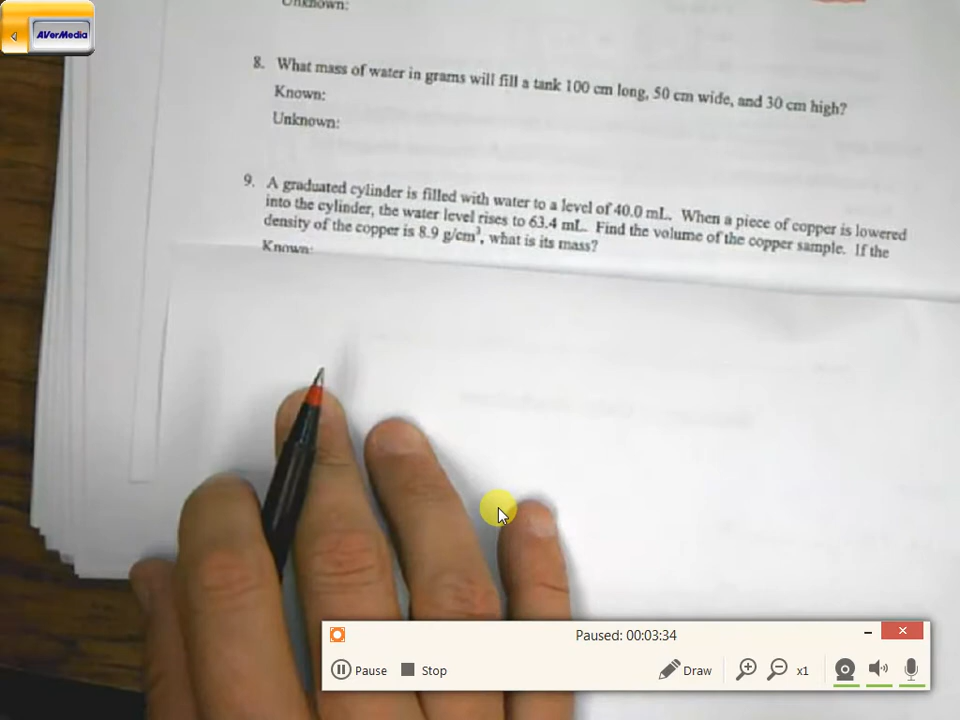 AVerMedia
Unknown:
8. What mass of water in grams will fill a tank 100 cm long, 50 cm wide, and 30 cm high?
Known:
Unknown:
9. A graduated cylinder is filled with water to a level of 40.0 mL. When a piece of copper is lowered
into the cylinder, the water level rises to 63.4 mL. Find the volume of the copper sample. If the
density of the copper is 8.9 g/cm³, what is its mass?
Known:
Paused: 00:03:34
Pause Stop Draw x1